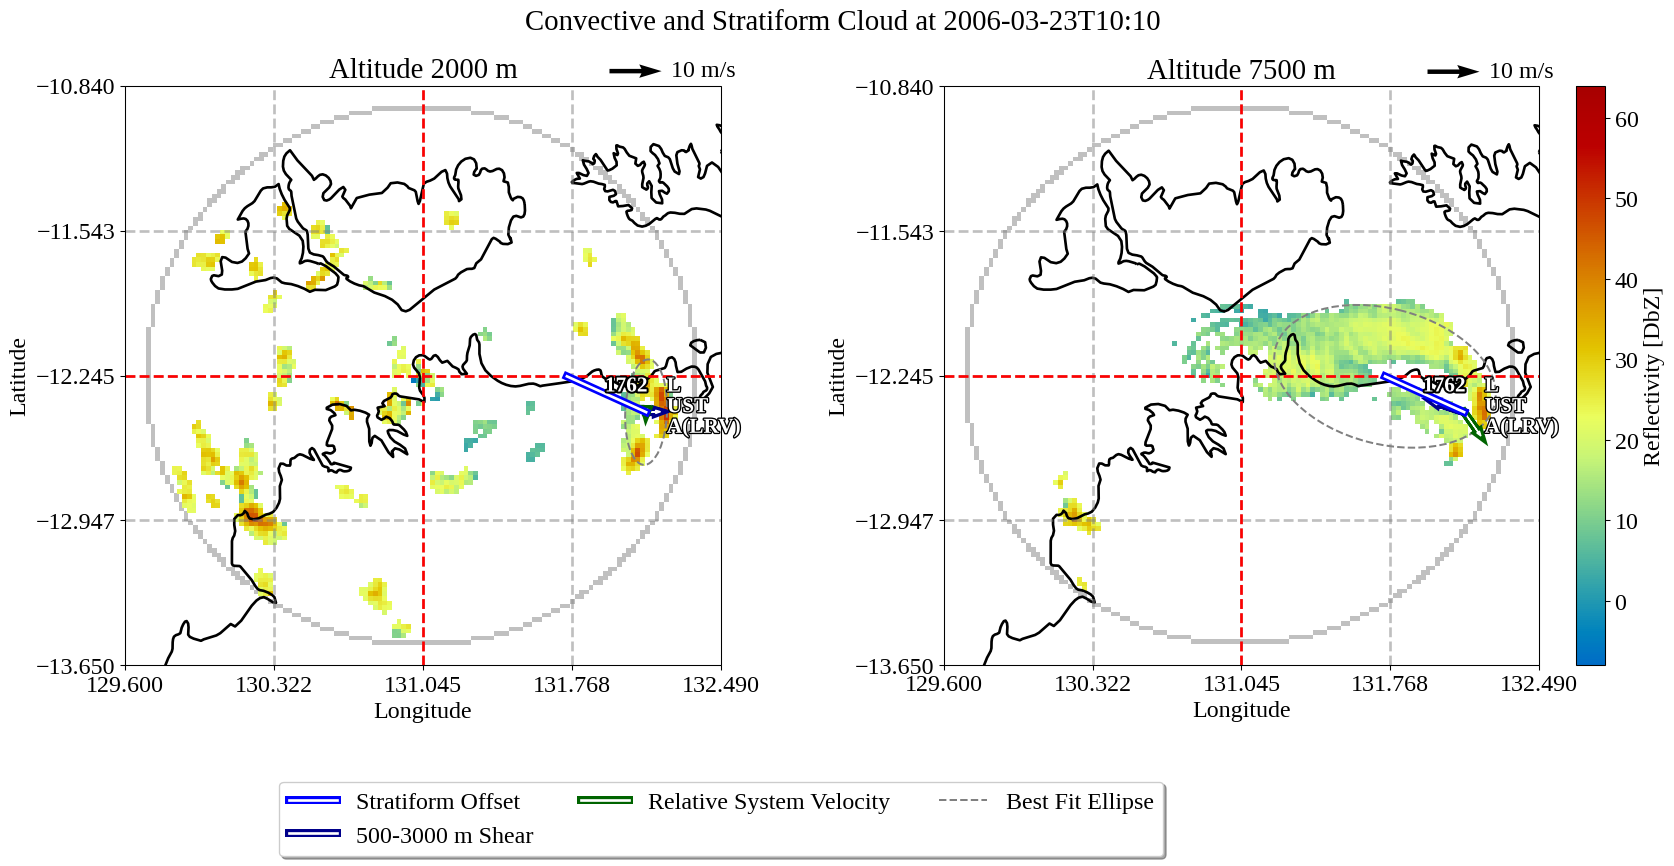 Convective and Stratiform Cloud at 2006-03-23T10:10
Altitude 2000 m
10 m/s
Altitude 7500 m
10 m/s
−10.840
−11.543
−12.245
−12.947
−13.650
Latitude
129.600
130.322
131.045
131.768
132.490
Longitude
1762
L
UST
A(LRV)
−10.840
−11.543
−12.245
−12.947
−13.650
Latitude
129.600
130.322
131.045
131.768
132.490
Longitude
1762
L
UST
A(LRV)
60
50
40
30
20
10
0
Reflectivity [DbZ]
Stratiform Offset
500-3000 m Shear
Relative System Velocity
Best Fit Ellipse